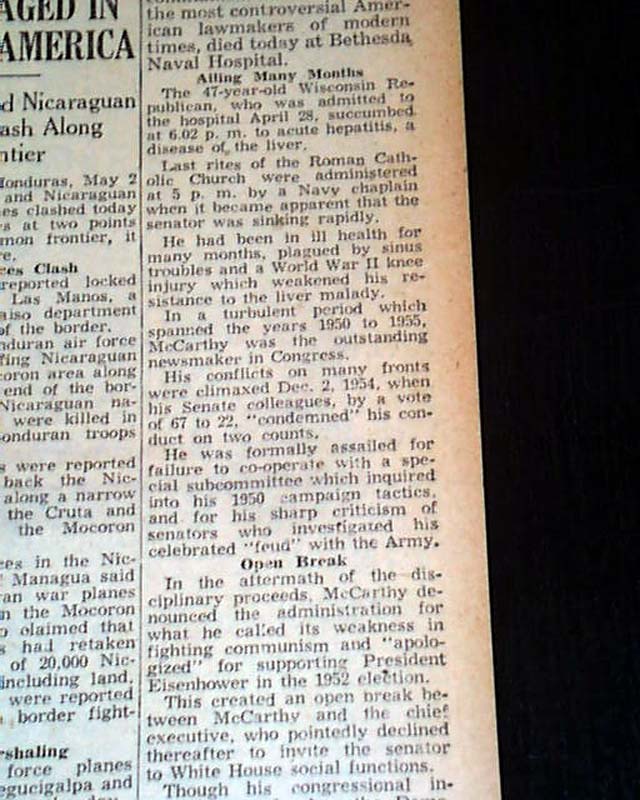 AGED IN
AMERICA
d Nicaraguan
ash Along
ntier
Honduras, May 2
and Nicaraguan
es clashed today
s at two points
mon frontier, it
re.
ces Clash
reported locked
Las Manos, a
aiso department
of the border.
nduran air force
fing Nicaraguan
coron area along
end of the bor-
Nicaraguan na-
were killed in
onduran troops
s were reported
back the Nic-
along a narrow
the Cruta and
the Mocoron
ces in the Nic-
Managua said
an war planes
n the Mocoron
o claimed that
s had retaken
of 20,000 Nic-
including land,
were reported
border fight-
rshaling
force planes
egucigalpa and
the most controversial Amer-
ican lawmakers of modern
times, died today at Bethesda
Naval Hospital.
Ailing Many Months
The 47-year-old Wisconsin Re-
publican, who was admitted to
the hospital April 28, succumbed
at 6.02 p. m. to acute hepatitis, a
disease of the liver.
Last rites of the Roman Cath-
olic Church were administered
at 5 p. m. by a Navy chaplain
when it became apparent that the
senator was sinking rapidly.
He had been in ill health for
many months, plagued by sinus
troubles and a World War II knee
injury which weakened his re-
sistance to the liver malady.
In a turbulent period which
spanned the years 1950 to 1955,
McCarthy was the outstanding
newsmaker in Congress.
His conflicts on many fronts
were climaxed Dec. 2, 1954, when
his Senate colleagues, by a vote
of 67 to 22, "condemned" his con-
duct on two counts.
He was formally assailed for
failure to co-operate with a spe-
cial subcommittee which inquired
into his 1950 campaign tactics,
and for his sharp criticism of
senators who investigated his
celebrated "feud" with the Army.
Open Break
In the aftermath of the dis-
ciplinary proceeds, McCarthy de-
nounced the administration for
what he called its weakness in
fighting communism and "apolo-
gized" for supporting President
Eisenhower in the 1952 election.
This created an open break be-
tween McCarthy and the chief
executive, who pointedly declined
thereafter to invite the senator
to White House social functions.
Though his congressional in-